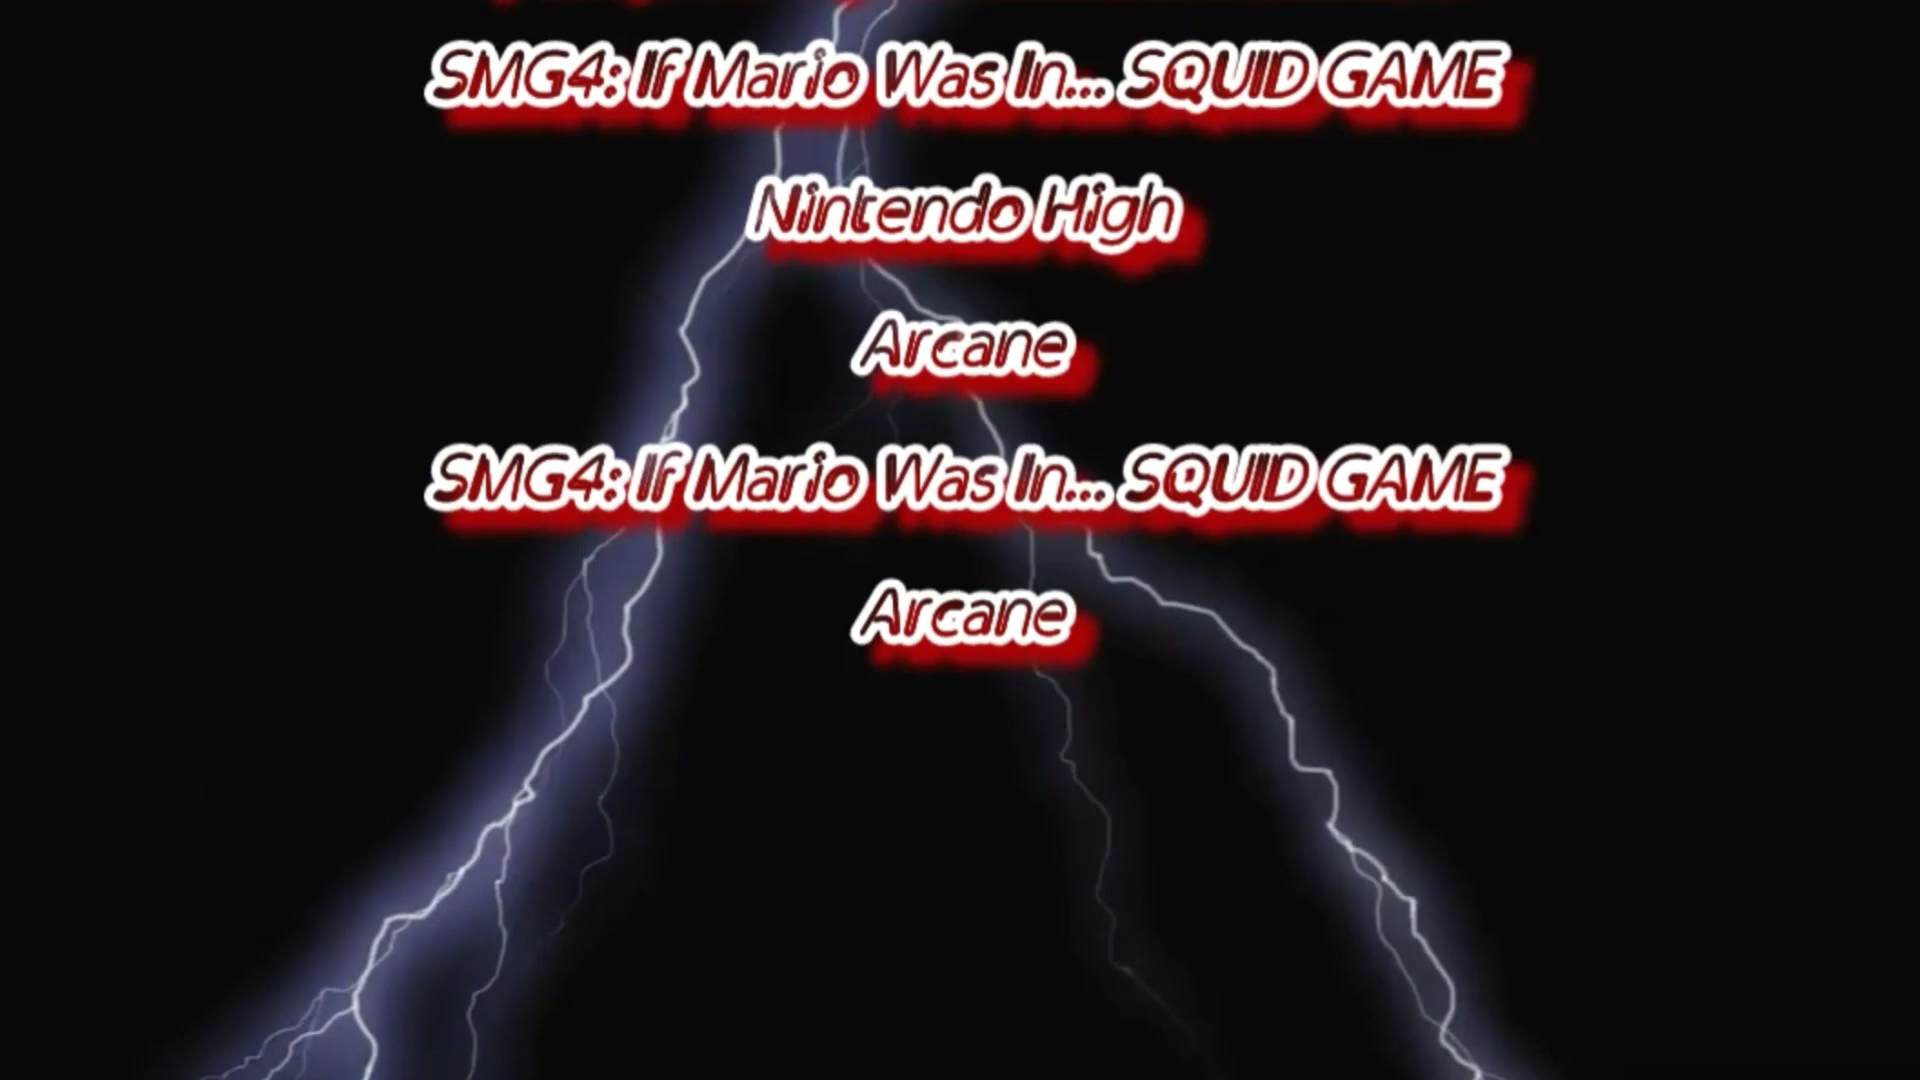 SMG4: If Mario Was In... SQUID GAME
Nintendo High
Arcane
SMG4: If Mario Was In... SQUID GAME
Arcane